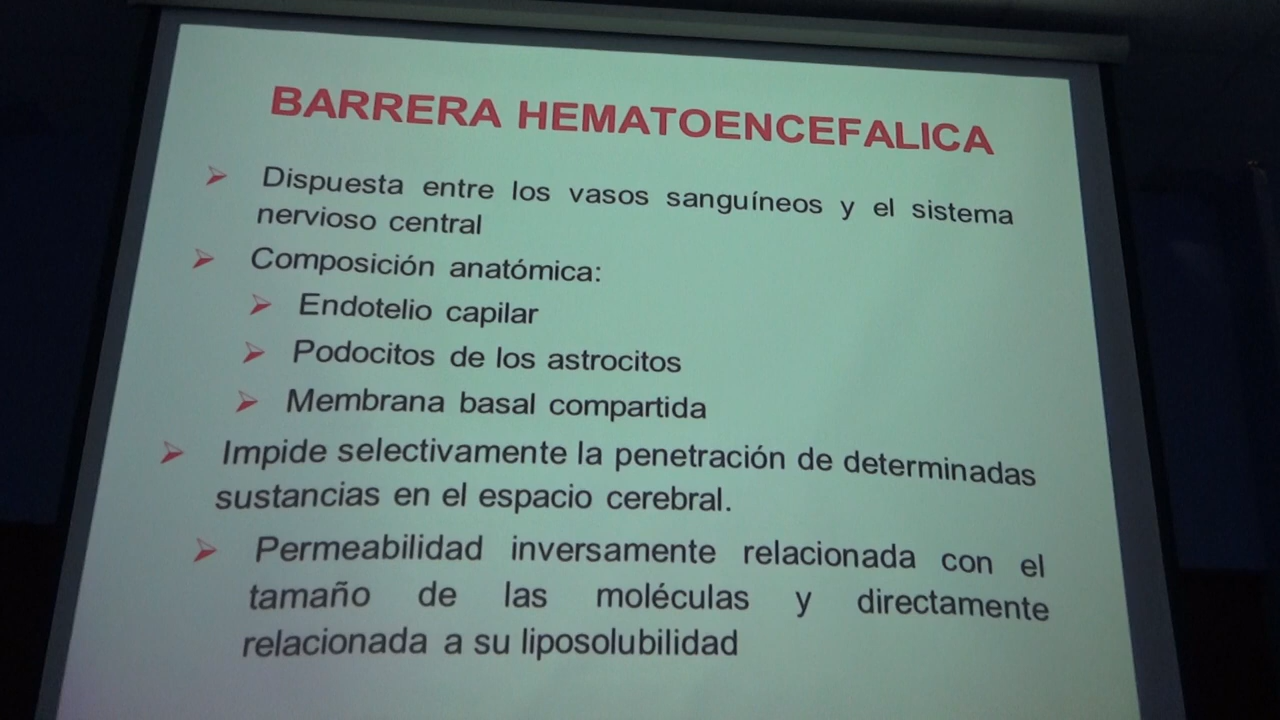 BARRERA HEMATOENCEFALICA
Dispuesta entre los vasos sanguíneos y el sistema
nervioso central
Composición anatómica:
Endotelio capilar
Podocitos de los astrocitos
Membrana basal compartida
Impide selectivamente la penetración de determinadas
sustancias en el espacio cerebral.
Permeabilidad inversamente relacionada con el
tamaño de las moléculas y directamente
relacionada a su liposolubilidad